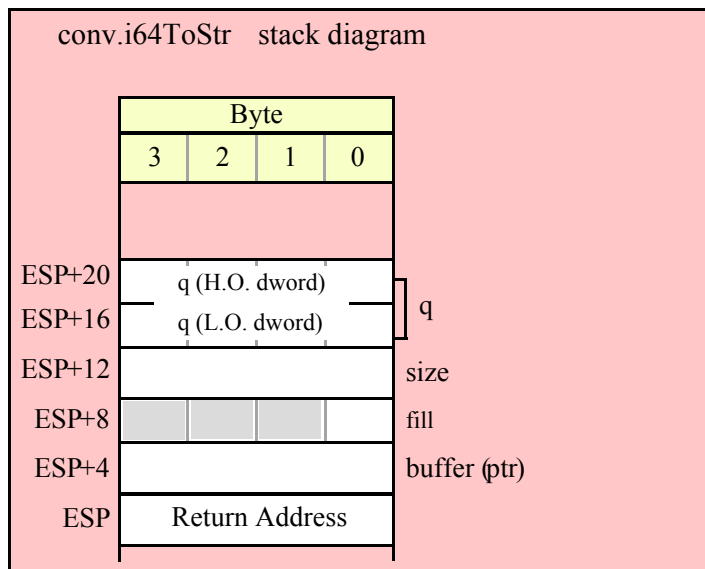 conv.i64ToStr stack diagram
Byte
3 2 1 0
ESP+20 q (H.O. dword)
q
ESP+16 q (L.O. dword)
ESP+12 size
ESP+8 fill
ESP+4 buffer (ptr)
ESP Return Address